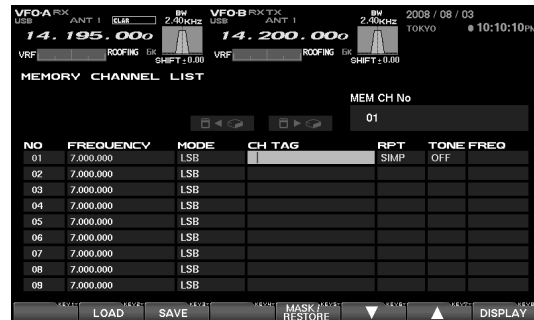 VFO-A RX BW VFO-B RX TX BW 2008 / 08 / 03
USB ANT 1 CLAR 2.40KHZ USB ANT 1 2.40KHZ TOKYO 10:10:10PM
14. 195. 000 14. 200. 000
VRF ROOFING 6K SHIFT±0.00 VRF ROOFING 6K SHIFT±0.00
MEMORY CHANNEL LIST
MEM CH No
01
NO FREQUENCY MODE CH TAG RPT TONE FREQ
01 7.000.000 LSB SIMP OFF
02 7.000.000 LSB
03 7.000.000 LSB
04 7.000.000 LSB
05 7.000.000 LSB
06 7.000.000 LSB
07 7.000.000 LSB
08 7.000.000 LSB
09 7.000.000 LSB
LOAD SAVE MASK / RESTORE ▼ ▲ DISPLAY